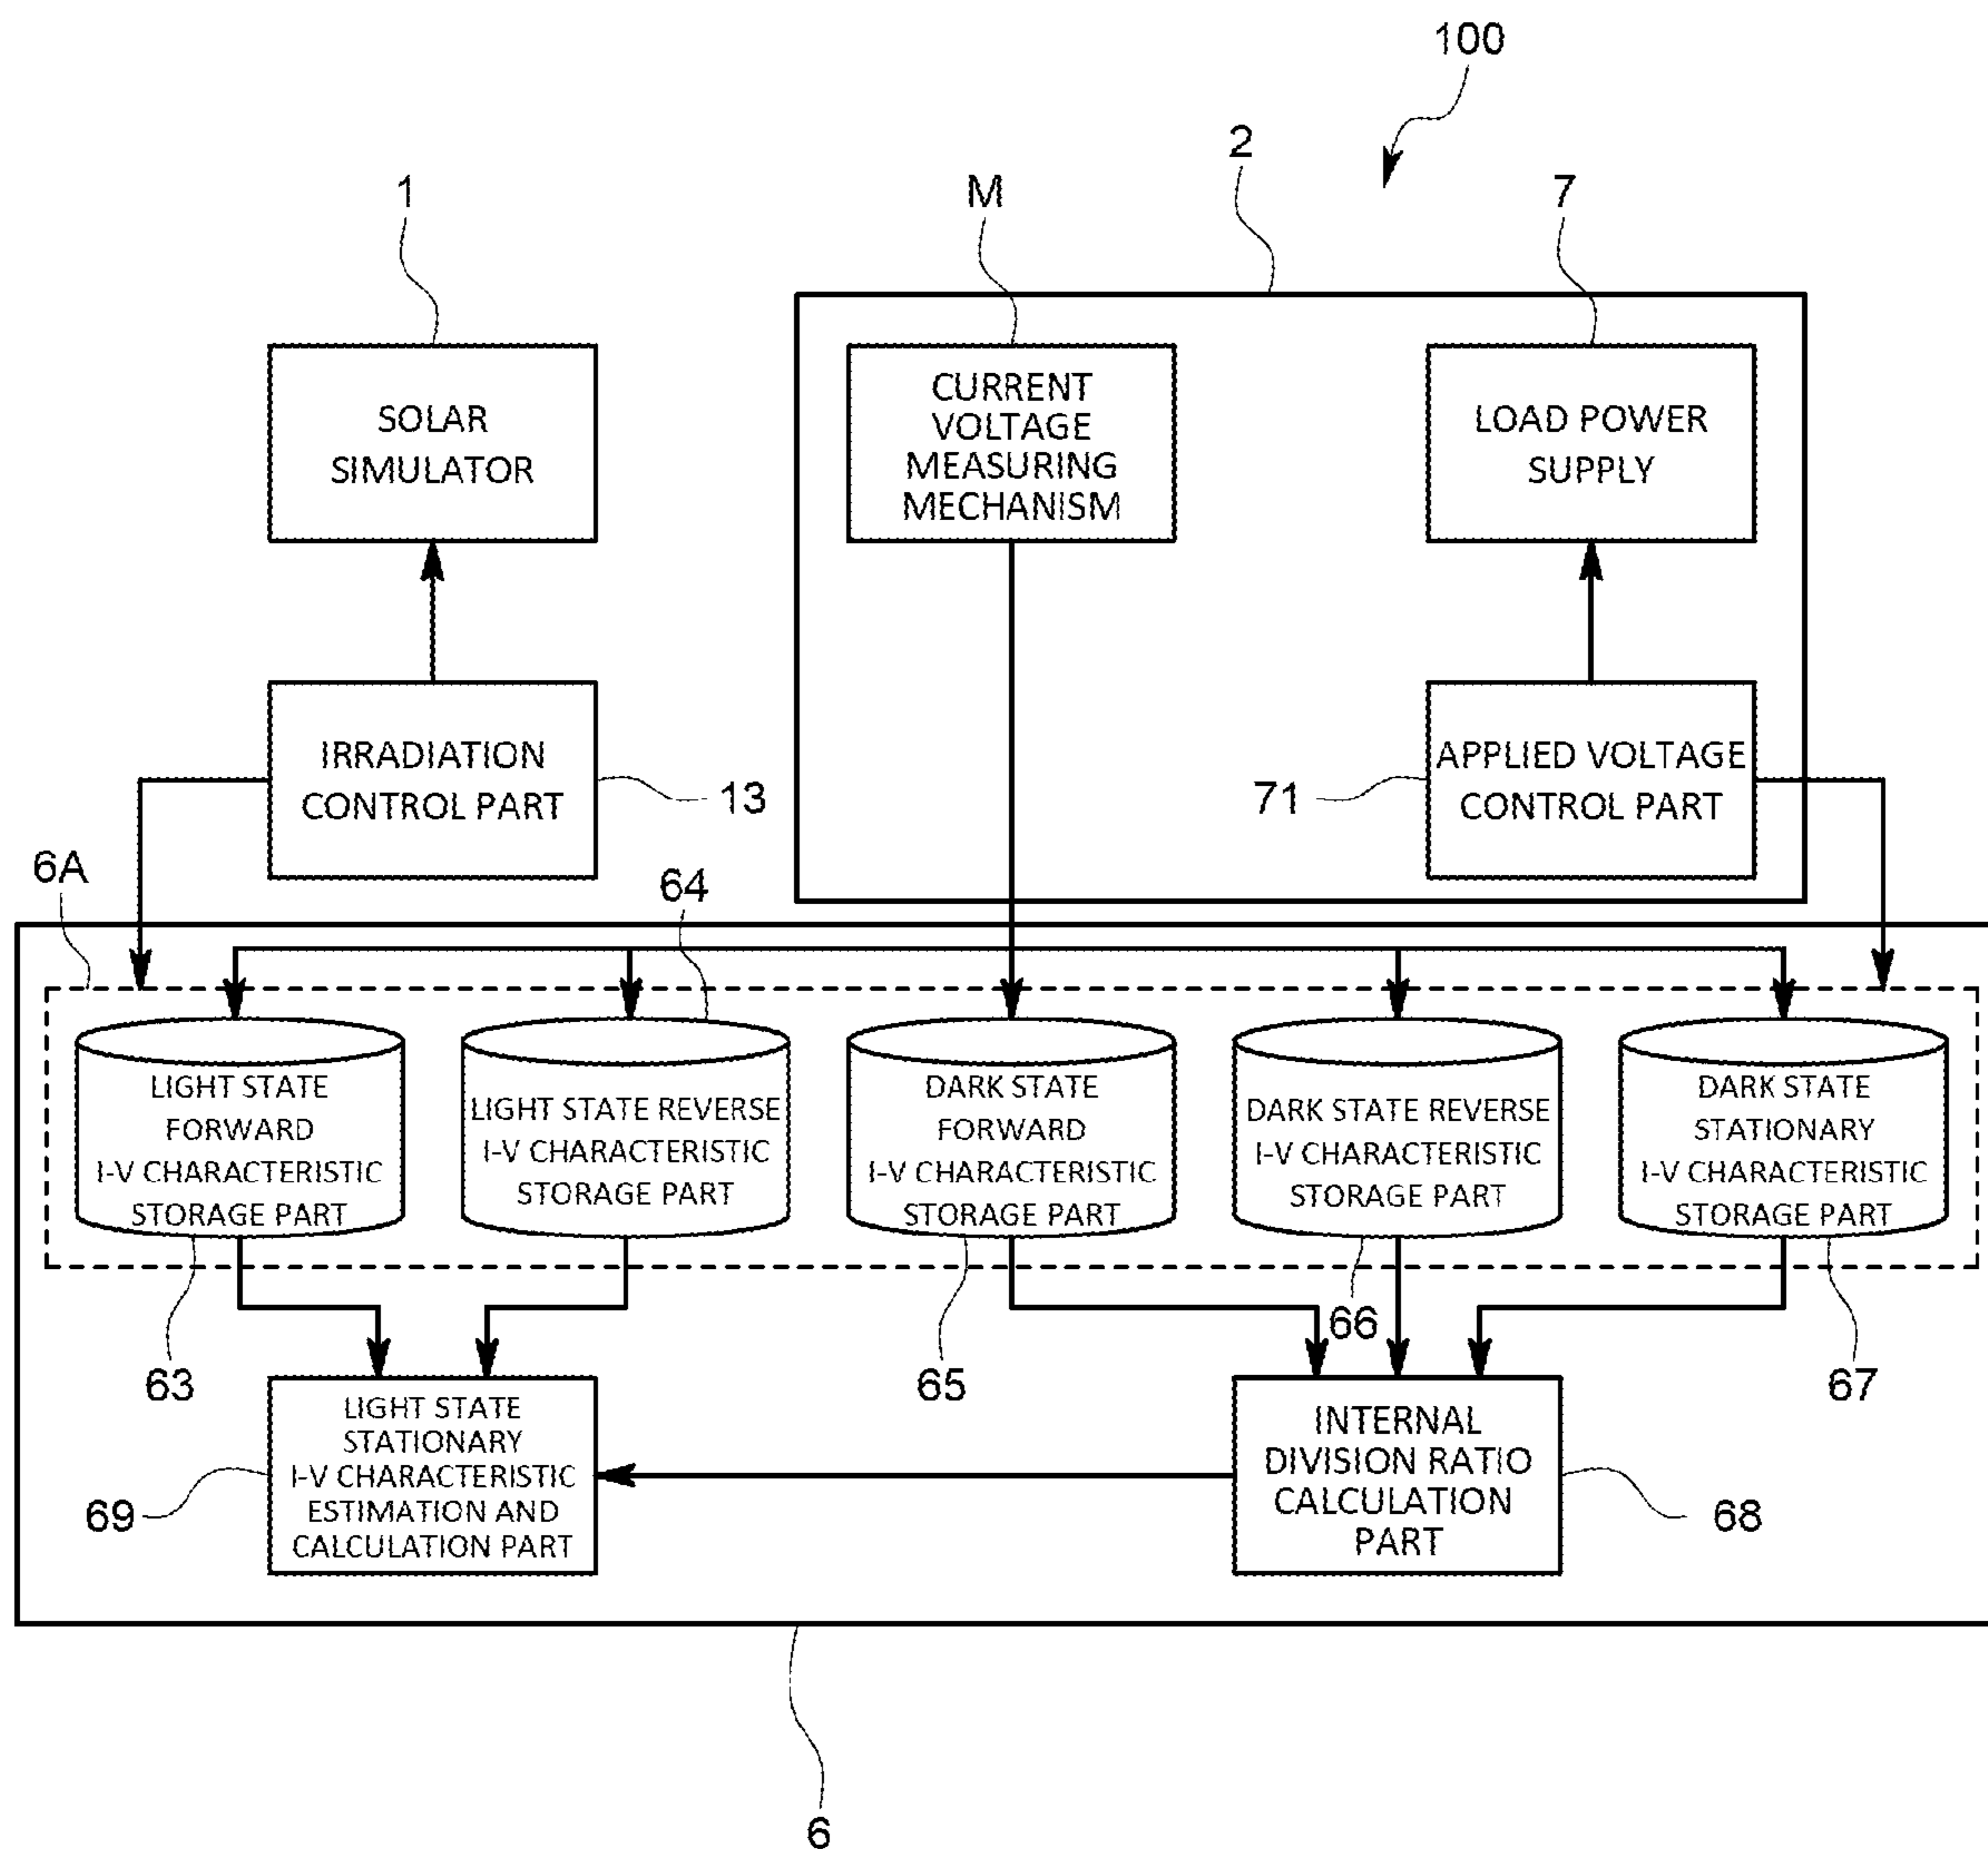 100
2
1
M
7
SOLAR
SIMULATOR
CURRENT
VOLTAGE
MEASURING
MECHANISM
LOAD POWER
SUPPLY
IRRADIATION
CONTROL PART
13
71
APPLIED VOLTAGE
CONTROL PART
6A
64
LIGHT STATE
FORWARD
I-V CHARACTERISTIC
STORAGE PART
LIGHT STATE REVERSE
I-V CHARACTERISTIC
STORAGE PART
DARK STATE
FORWARD
I-V CHARACTERISTIC
STORAGE PART
DARK STATE REVERSE
I-V CHARACTERISTIC
STORAGE PART
DARK STATE
STATIONARY
I-V CHARACTERISTIC
STORAGE PART
63
65
66
67
LIGHT STATE
STATIONARY
I-V CHARACTERISTIC
ESTIMATION AND
CALCULATION PART
69
INTERNAL
DIVISION RATIO
CALCULATION
PART
68
6